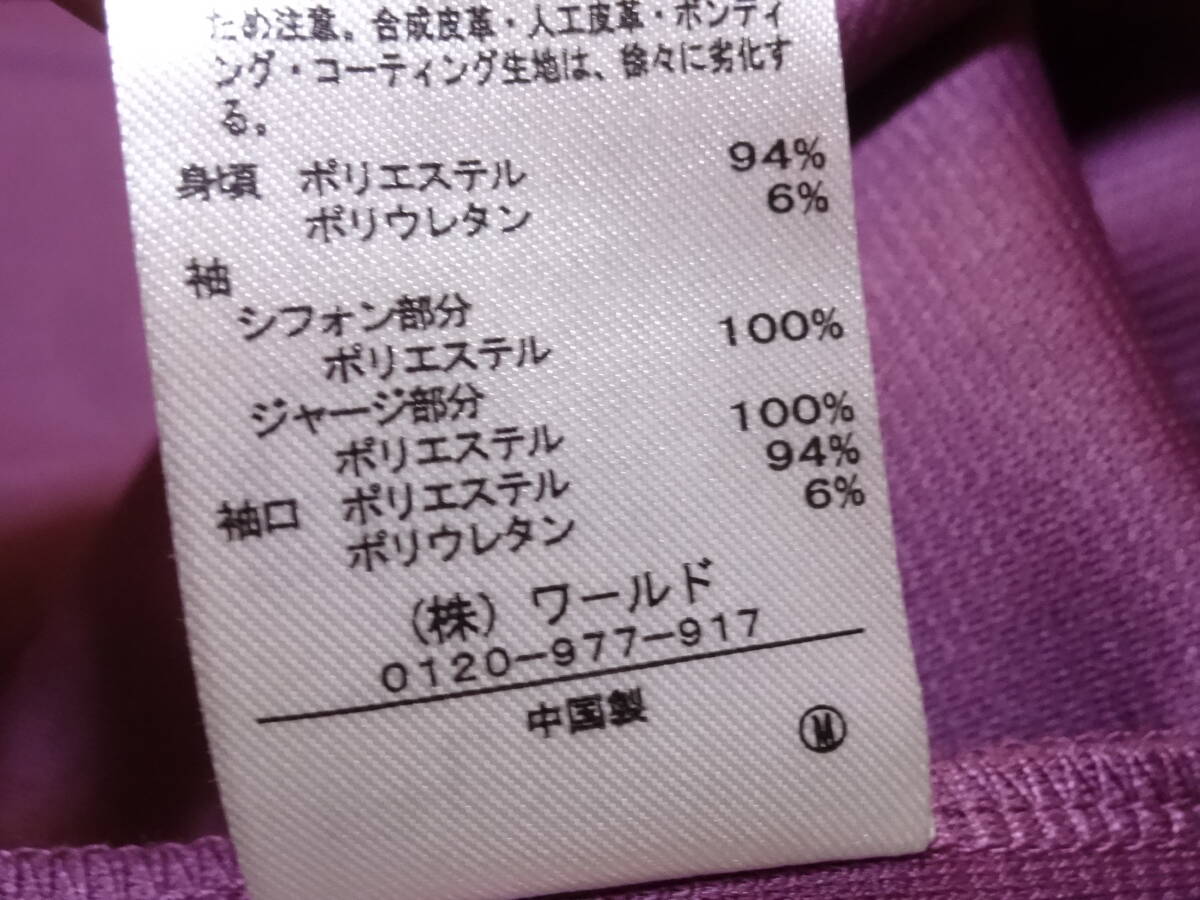 ため注意。合成皮革・人工皮革・ボンディ
ング・コーティング生地は、徐々に劣化す
る。
身頃 ポリエステル 94%
ポリウレタン 6%
袖
シフォン部分
ポリエステル 100%
ジャージ部分
ポリエステル 100%
袖口 ポリエステル 94%
ポリウレタン 6%
(株) ワールド
0120-977-917
中国製
Ⓜ